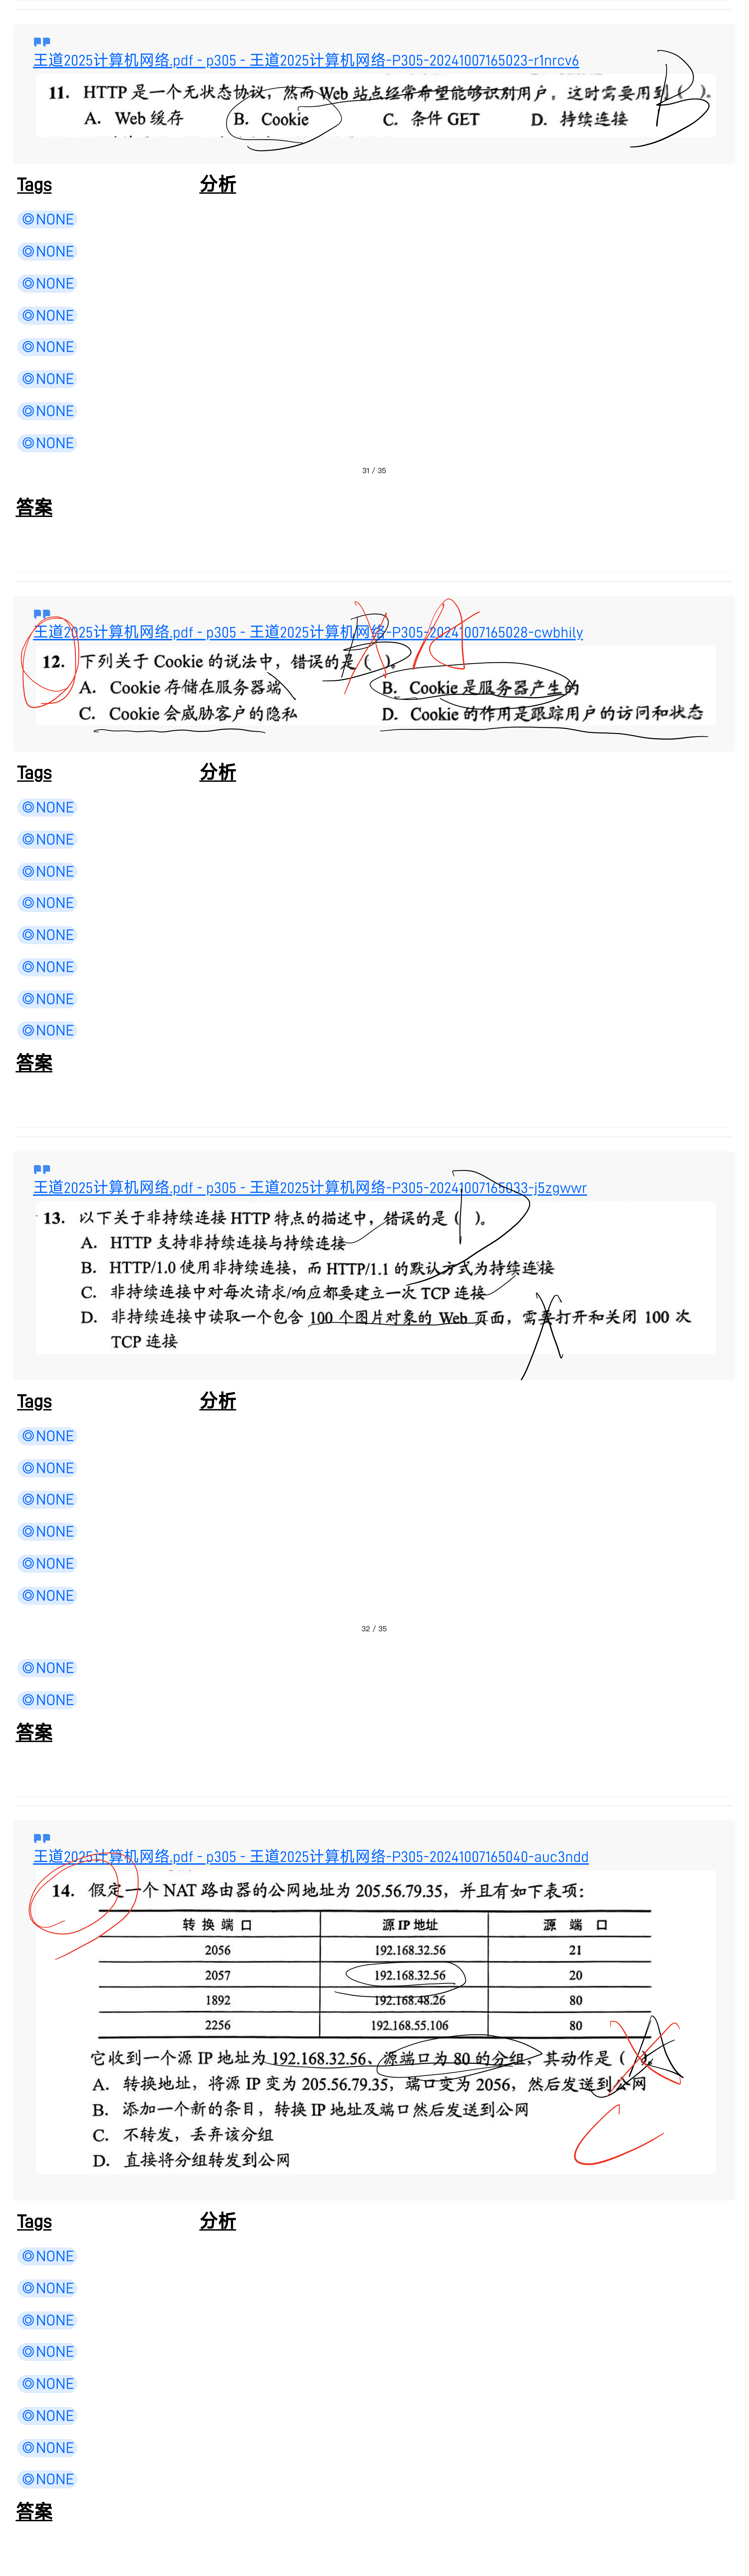 王道2025计算机网络.pdf - p305 - 王道2025计算机网络-P305-20241007165023-r1nrcv6
11. HTTP 是一个无状态协议，然而 Web 站点经常希望能够识别用户，这时需要用到（ ）。
A. Web 缓存 B. Cookie C. 条件 GET D. 持续连接
B
Tags 分析
◎NONE
◎NONE
◎NONE
◎NONE
◎NONE
◎NONE
◎NONE
◎NONE
31 / 35
答案
王道2025计算机网络.pdf - p305 - 王道2025计算机网络-P305-20241007165028-cwbhily
12. 下列关于 Cookie 的说法中，错误的是（ ）。
B A
A. Cookie 存储在服务器端 B. Cookie 是服务器产生的
C. Cookie 会威胁客户的隐私 D. Cookie 的作用是跟踪用户的访问和状态
Tags 分析
◎NONE
◎NONE
◎NONE
◎NONE
◎NONE
◎NONE
◎NONE
◎NONE
答案
王道2025计算机网络.pdf - p305 - 王道2025计算机网络-P305-20241007165033-j5zgwwr
13. 以下关于非持续连接 HTTP 特点的描述中，错误的是（ ）。
D
A. HTTP 支持非持续连接与持续连接
B. HTTP/1.0 使用非持续连接，而 HTTP/1.1 的默认方式为持续连接
C. 非持续连接中对每次请求/响应都要建立一次 TCP 连接
D. 非持续连接中读取一个包含 100 个图片对象的 Web 页面，需要打开和关闭 100 次
TCP 连接
Tags 分析
◎NONE
◎NONE
◎NONE
◎NONE
◎NONE
◎NONE
32 / 35
◎NONE
◎NONE
答案
王道2025计算机网络.pdf - p305 - 王道2025计算机网络-P305-20241007165040-auc3ndd
14. 假定一个 NAT 路由器的公网地址为 205.56.79.35，并且有如下表项：
转换端口 源 IP 地址 源端口
2056 192.168.32.56 21
2057 192.168.32.56 20
1892 192.168.48.26 80
2256 192.168.55.106 80
它收到一个源 IP 地址为 192.168.32.56、源端口为 80 的分组，其动作是（ ）。
A
A. 转换地址，将源 IP 变为 205.56.79.35，端口变为 2056，然后发送到公网
B. 添加一个新的条目，转换 IP 地址及端口然后发送到公网
C. 不转发，丢弃该分组
C
D. 直接将分组转发到公网
Tags 分析
◎NONE
◎NONE
◎NONE
◎NONE
◎NONE
◎NONE
◎NONE
◎NONE
答案